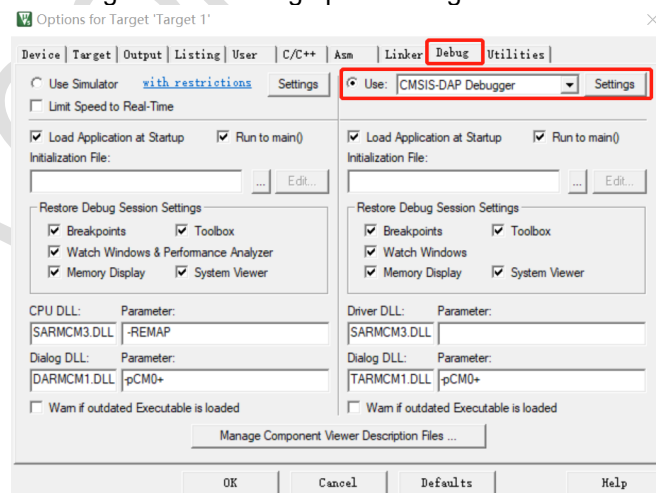 Options for Target 'Target 1'
Device Target Output Listing User C/C++ Asm Linker Debug Utilities
Use Simulator with restrictions Settings Use: CMSIS-DAP Debugger Settings
Limit Speed to Real-Time
Load Application at Startup Run to main() Load Application at Startup Run to main()
Initialization File: Initialization File:
... Edit... ... Edit...
Restore Debug Session Settings Restore Debug Session Settings
Breakpoints Toolbox Breakpoints Toolbox
Watch Windows & Performance Analyzer Watch Windows
Memory Display System Viewer Memory Display System Viewer
CPU DLL: Parameter: Driver DLL: Parameter:
SARMCM3.DLL -REMAP SARMCM3.DLL
Dialog DLL: Parameter: Dialog DLL: Parameter:
DARMCM1.DLL -pCM0+ TARMCM1.DLL -pCM0+
Warn if outdated Executable is loaded Warn if outdated Executable is loaded
Manage Component Viewer Description Files ...
OK Cancel Defaults Help